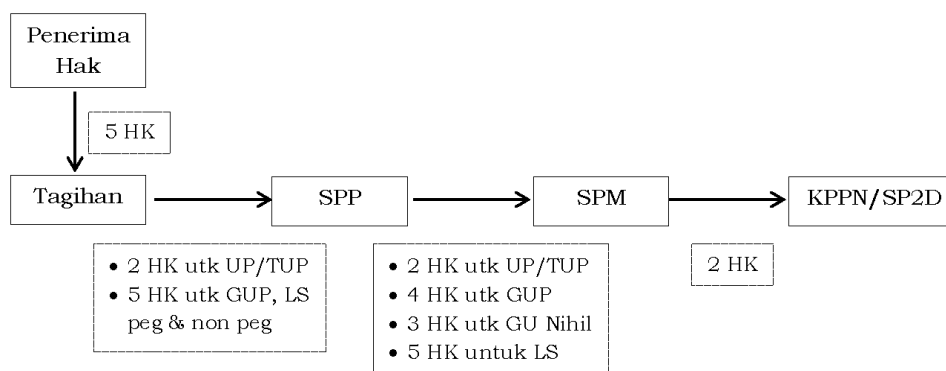 Penerima
Hak
5 HK
Tagihan
SPP
SPM
KPPN/SP2D
• 2 HK utk UP/TUP
• 5 HK utk GUP, LS
peg & non peg
• 2 HK utk UP/TUP
• 4 HK utk GUP
• 3 HK utk GU Nihil
• 5 HK untuk LS
2 HK